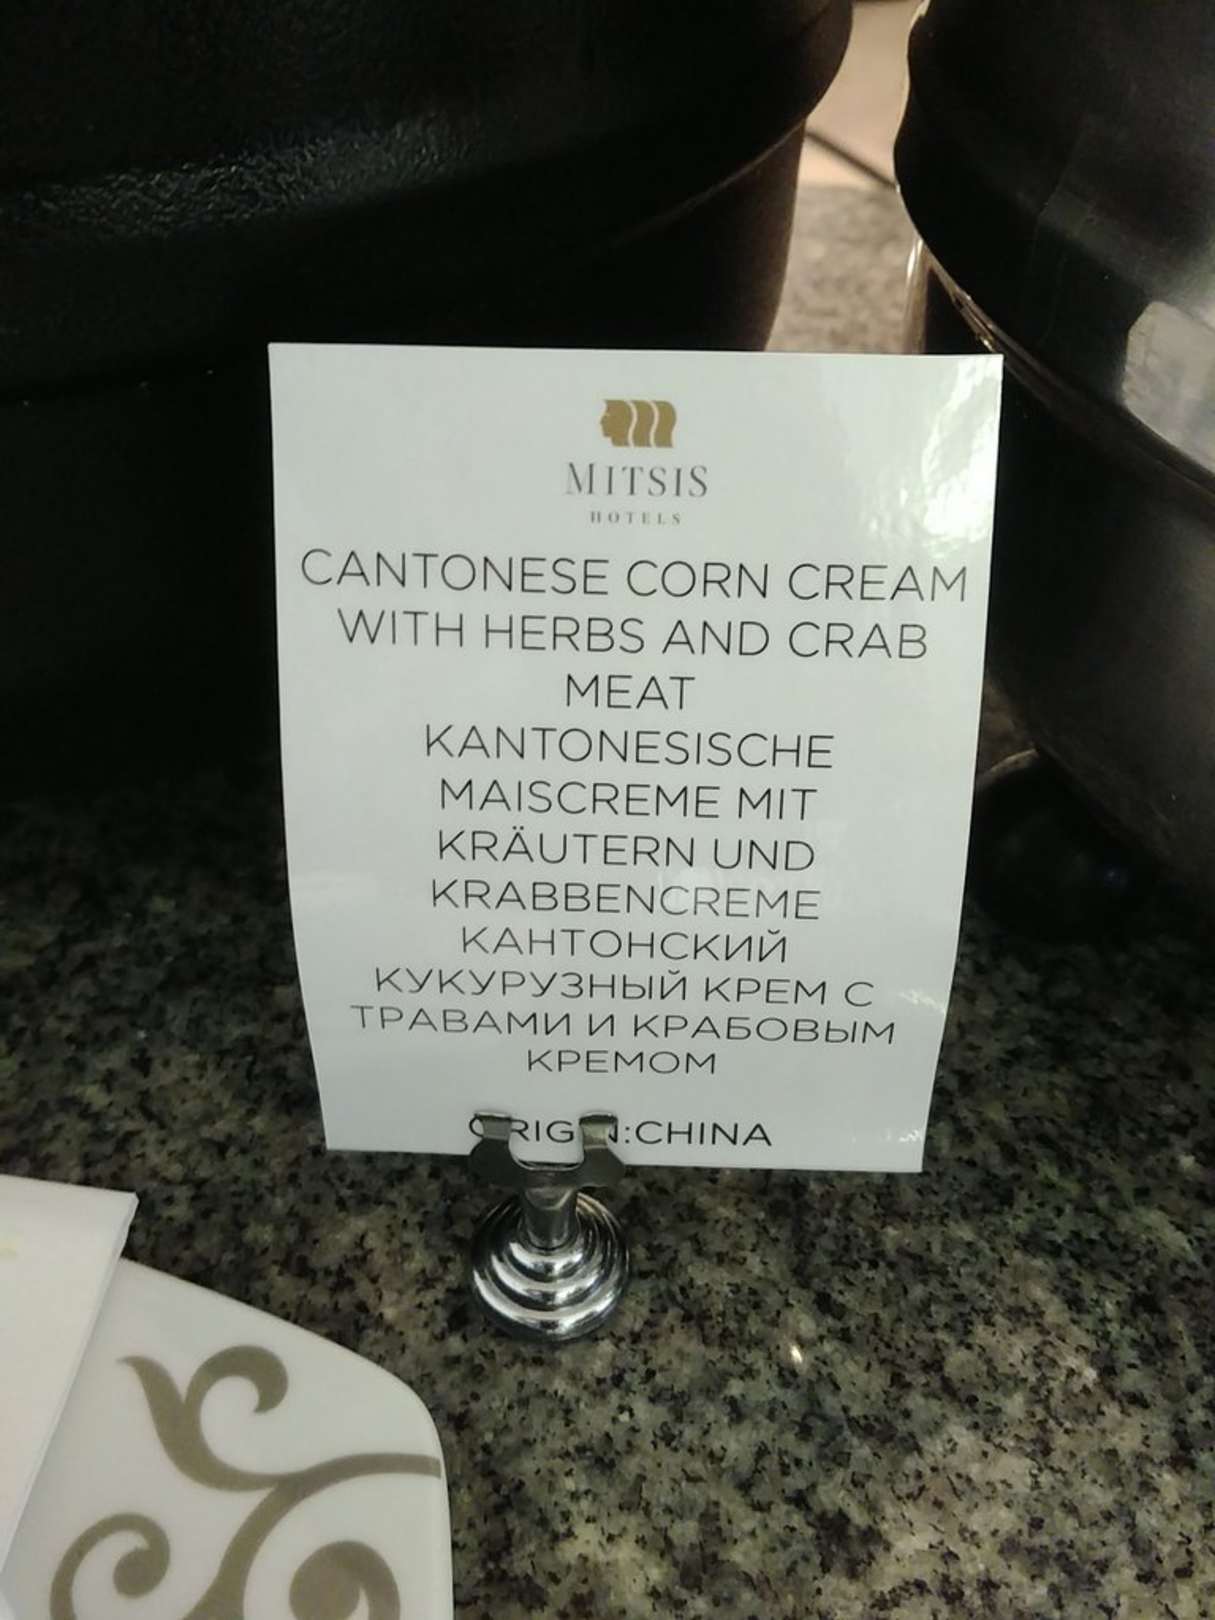 MITSIS
HOTELS
CANTONESE CORN CREAM
WITH HERBS AND CRAB
MEAT
KANTONESISCHE
MAISCREME MIT
KRÄUTERN UND
KRABBENCREME
КАНТОНСКИЙ
КУКУРУЗНЫЙ КРЕМ С
ТРАВАМИ И КРАБОВЫМ
КРЕМОМ
ORIGIN:CHINA